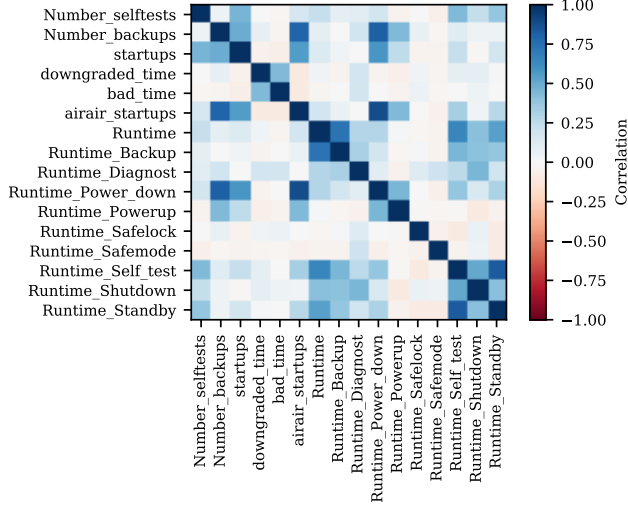 Number_selftests
Number_backups
startups
downgraded_time
bad_time
airair_startups
Runtime
Runtime_Backup
Runtime_Diagnost
Runtime_Power_down
Runtime_Powerup
Runtime_Safelock
Runtime_Safemode
Runtime_Self_test
Runtime_Shutdown
Runtime_Standby
Number_selftests
Number_backups
startups
downgraded_time
bad_time
airair_startups
Runtime
Runtime_Backup
Runtime_Diagnost
Runtime_Power_down
Runtime_Powerup
Runtime_Safelock
Runtime_Safemode
Runtime_Self_test
Runtime_Shutdown
Runtime_Standby
1.00
0.75
0.50
0.25
0.00
−0.25
−0.50
−0.75
−1.00
Correlation